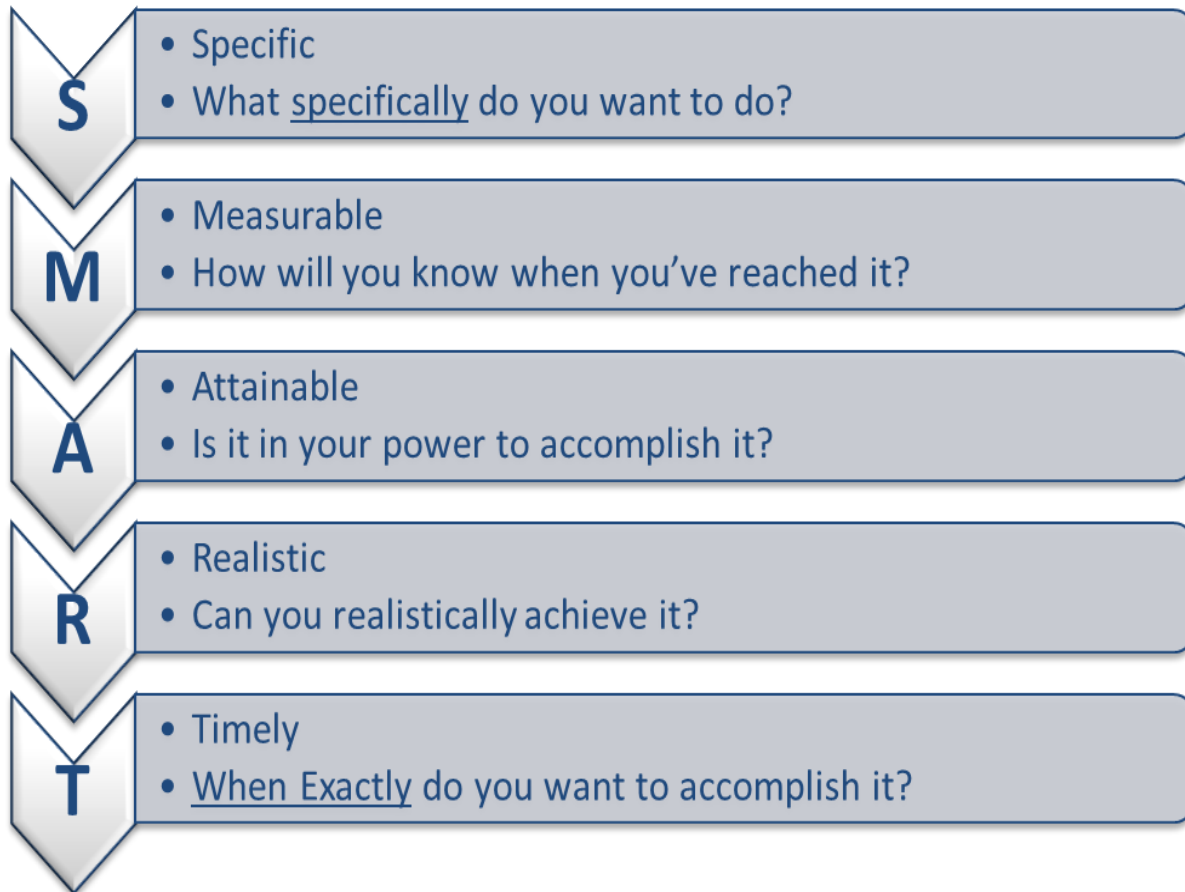 S
• Specific
• What specifically do you want to do?
M
• Measurable
• How will you know when you’ve reached it?
A
• Attainable
• Is it in your power to accomplish it?
R
• Realistic
• Can you realistically achieve it?
T
• Timely
• When Exactly do you want to accomplish it?